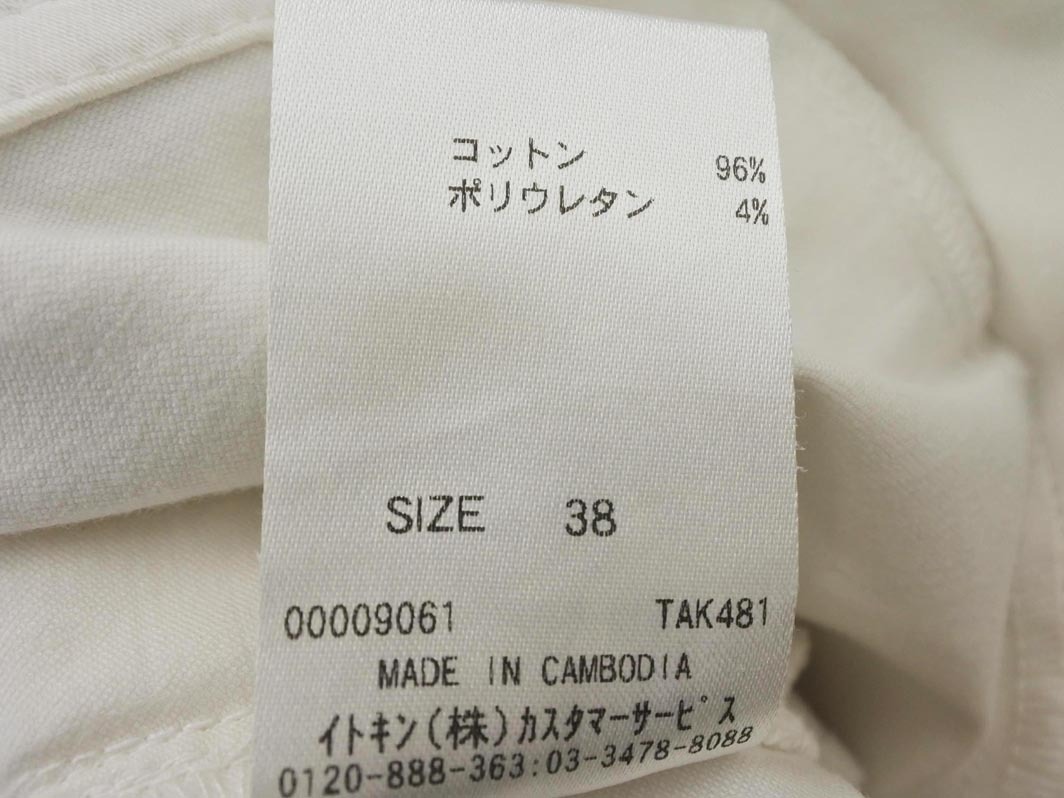 コットン 96%
ポリウレタン 4%
SIZE 38
00009061 TAK481
MADE IN CAMBODIA
イトキン(株)カスタマーサービス
0120-888-363:03-3478-8088